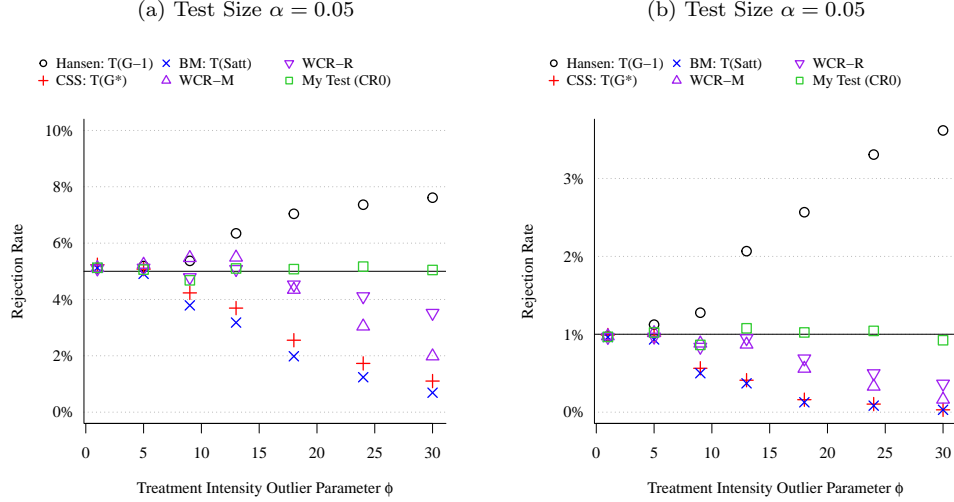 (a) Test Size α = 0.05
Hansen: T(G−1) BM: T(Satt) WCR−R
CSS: T(G*) WCR−M My Test (CR0)
10%
8%
6%
4%
2%
0%
Rejection Rate
0 5 10 15 20 25 30
Treatment Intensity Outlier Parameter ϕ
(b) Test Size α = 0.05
Hansen: T(G−1) BM: T(Satt) WCR−R
CSS: T(G*) WCR−M My Test (CR0)
3%
2%
1%
0%
Rejection Rate
0 5 10 15 20 25 30
Treatment Intensity Outlier Parameter ϕ